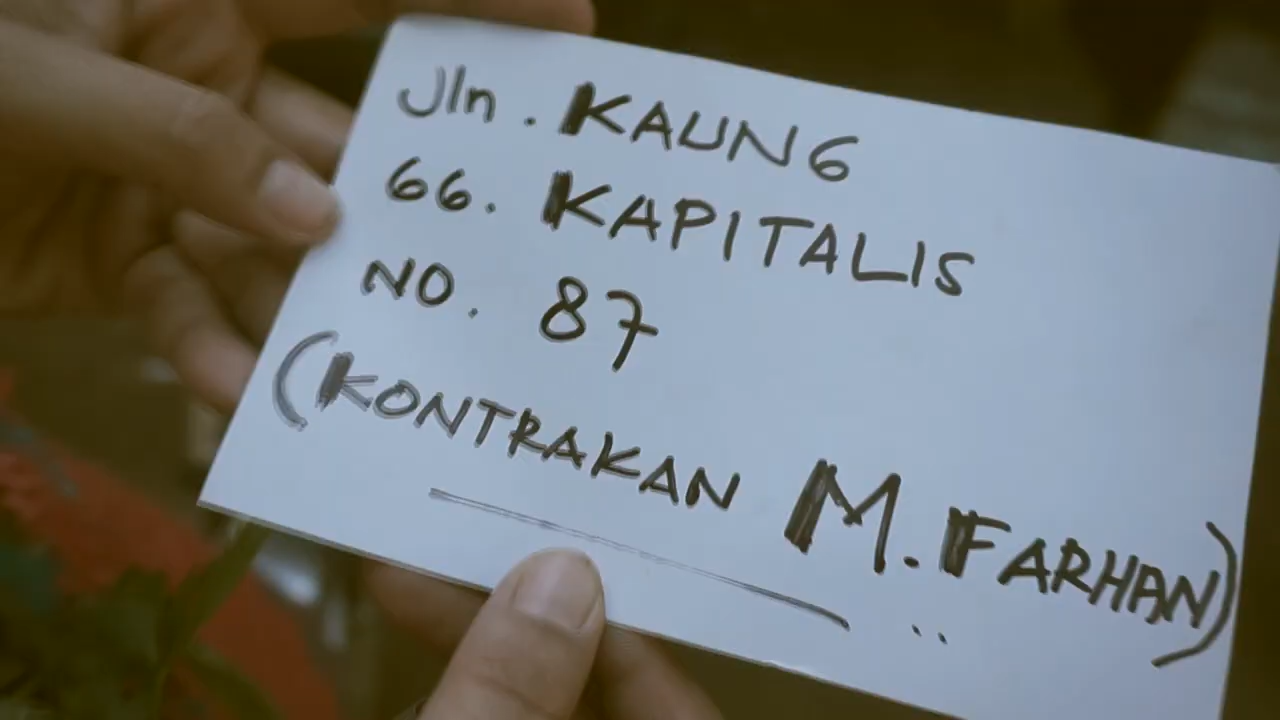 Jln. KAUNG
66. KAPITALIS
NO. 87
(KONTRAKAN M. FARHAN)